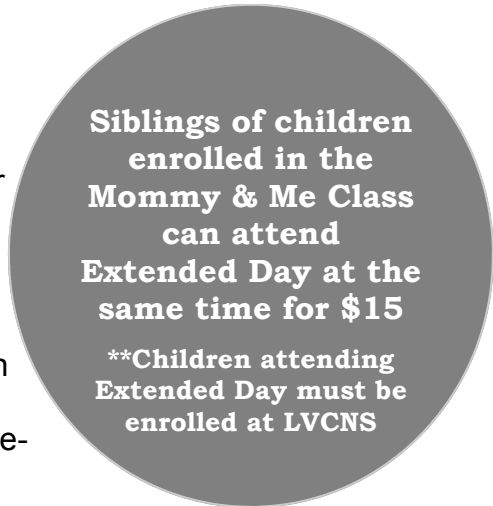 Siblings of children
enrolled in the
Mommy & Me Class
can attend
Extended Day at the
same time for $15
**Children attending
Extended Day must be
enrolled at LVCNS